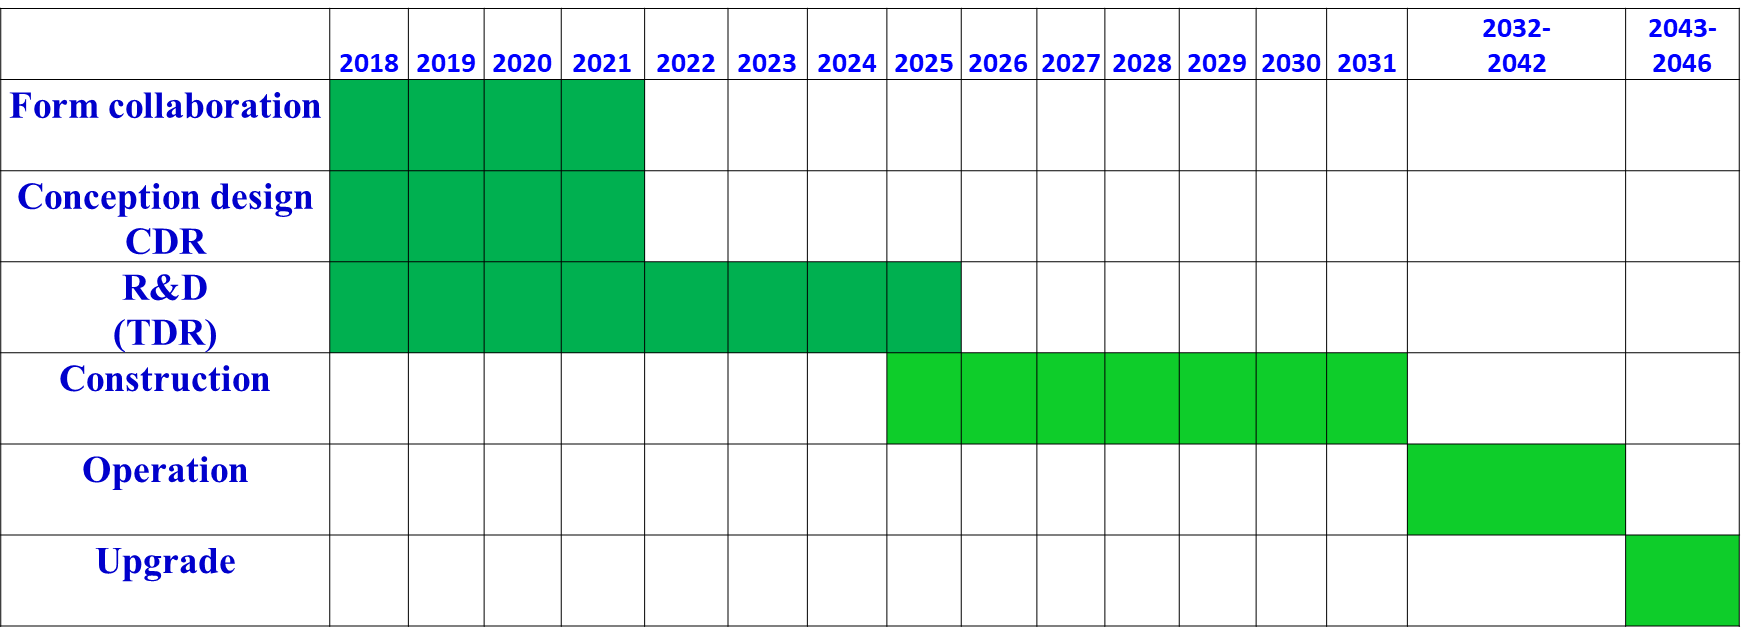 2018 2019 2020 2021 2022 2023 2024 2025 2026 2027 2028 2029 2030 2031 2032-
2042 2043-
2046
Form collaboration
Conception design
CDR
R&D
(TDR)
Construction
Operation
Upgrade